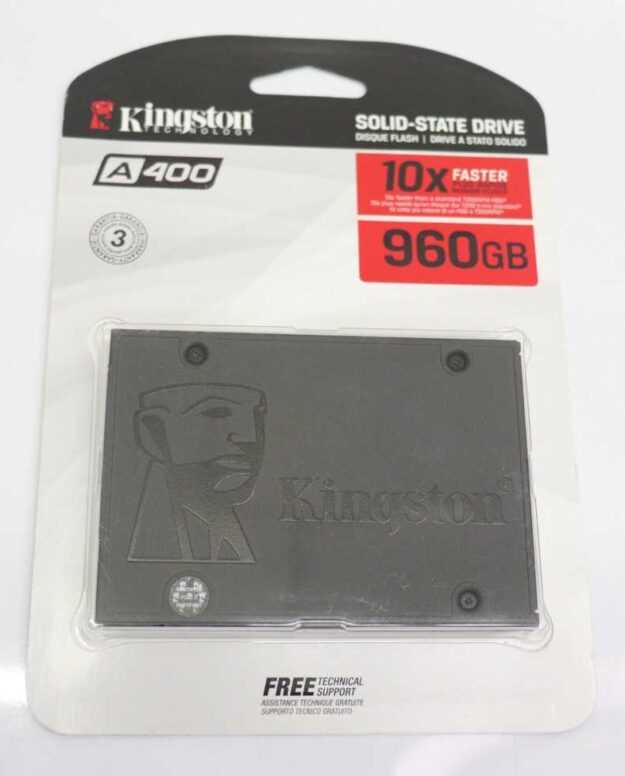 Kingston
TECHNOLOGY
SOLID-STATE DRIVE
DISQUE FLASH | DRIVE A STATO SOLIDO
A400
10x FASTER
3
960GB
Kingston®
FREE TECHNICAL SUPPORT
ASSISTANCE TECHNIQUE GRATUITE
SUPPORTO TECNICO GRATUITO